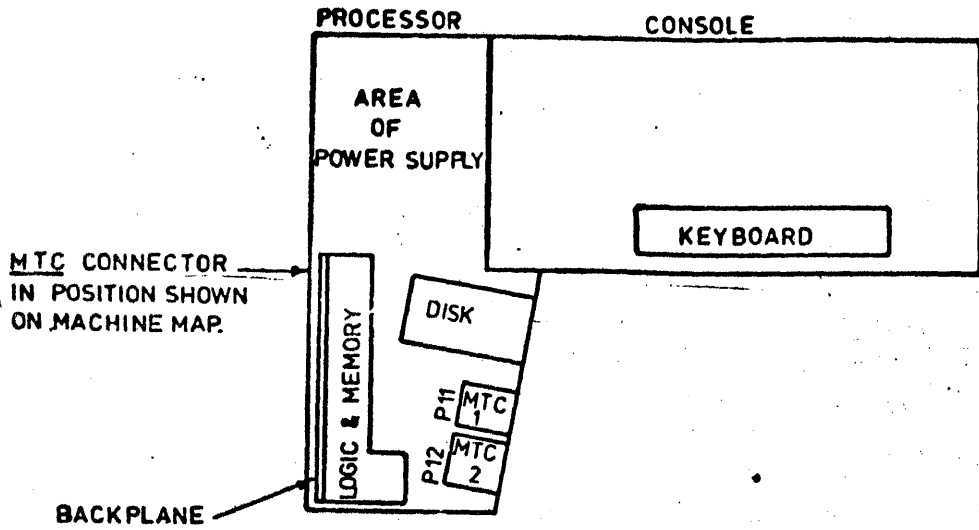 PROCESSOR
CONSOLE
AREA
OF
POWER SUPPLY
KEYBOARD
MTC CONNECTOR
IN POSITION SHOWN
ON MACHINE MAP.
DISK
LOGIC & MEMORY
P11
MTC
1
P12
MTC
2
BACKPLANE